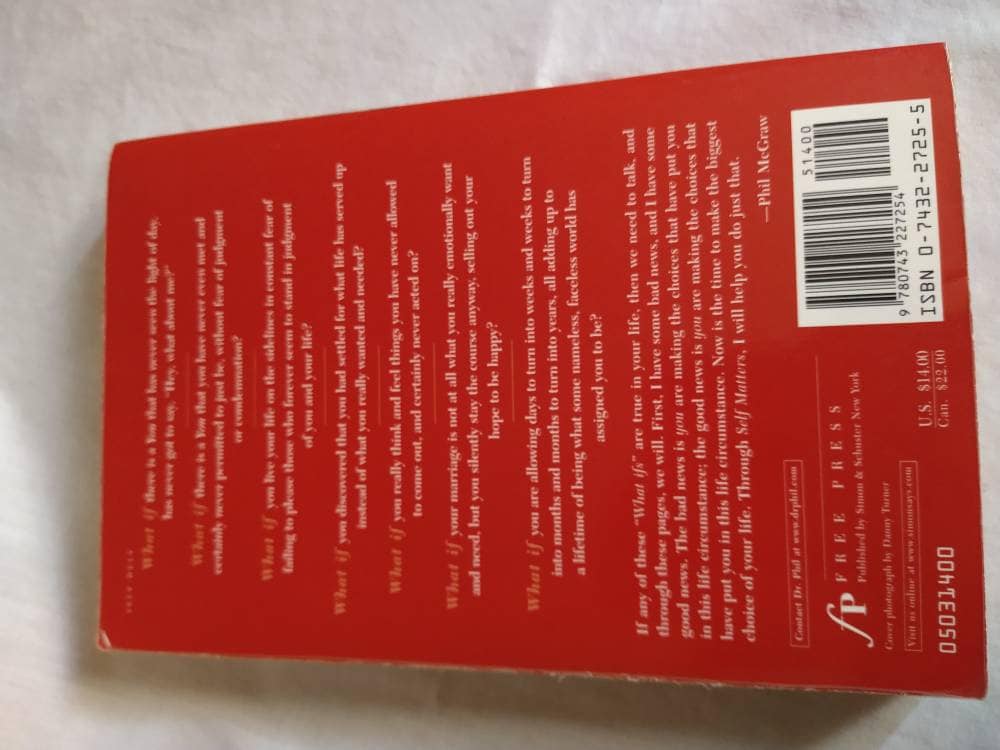 SELF-HELP
What if there is a You that has never seen the light of day,
has never got to say, "Hey, what about me?"
What if there is a You that you have never even met and
certainly never permitted to just be, without fear of judgment
or condemnation?
What if you live your life on the sidelines in constant fear of
failing to please those who forever seem to stand in judgment
of you and your life?
What if you discovered that you had settled for what life has served up
instead of what you really wanted and needed?
What if you really think and feel things you have never allowed
to come out, and certainly never acted on?
What if your marriage is not at all what you really emotionally want
and need, but you silently stay the course anyway, selling out your
hope to be happy?
What if you are allowing days to turn into weeks and weeks to turn
into months and months to turn into years, all adding up to
a lifetime of being what some nameless, faceless world has
assigned you to be?
If any of these "What ifs" are true in your life, then we need to talk, and
through these pages, we will. First, I have some bad news, and I have some
good news. The bad news is you are making the choices that have put you
in this life circumstance; the good news is you are making the choices that
have put you in this life circumstance. Now is the time to make the biggest
choice of your life. Through Self Matters, I will help you do just that.
—Phil McGraw
Contact Dr. Phil at www.drphil.com
fP FREE PRESS
Published by Simon & Schuster New York
Cover photograph by Danny Turner
Visit us online at www.simonsays.com
05031400
U.S. $14.00
Can. $22.00
51400
9 780743 227254
ISBN 0-7432-2725-5